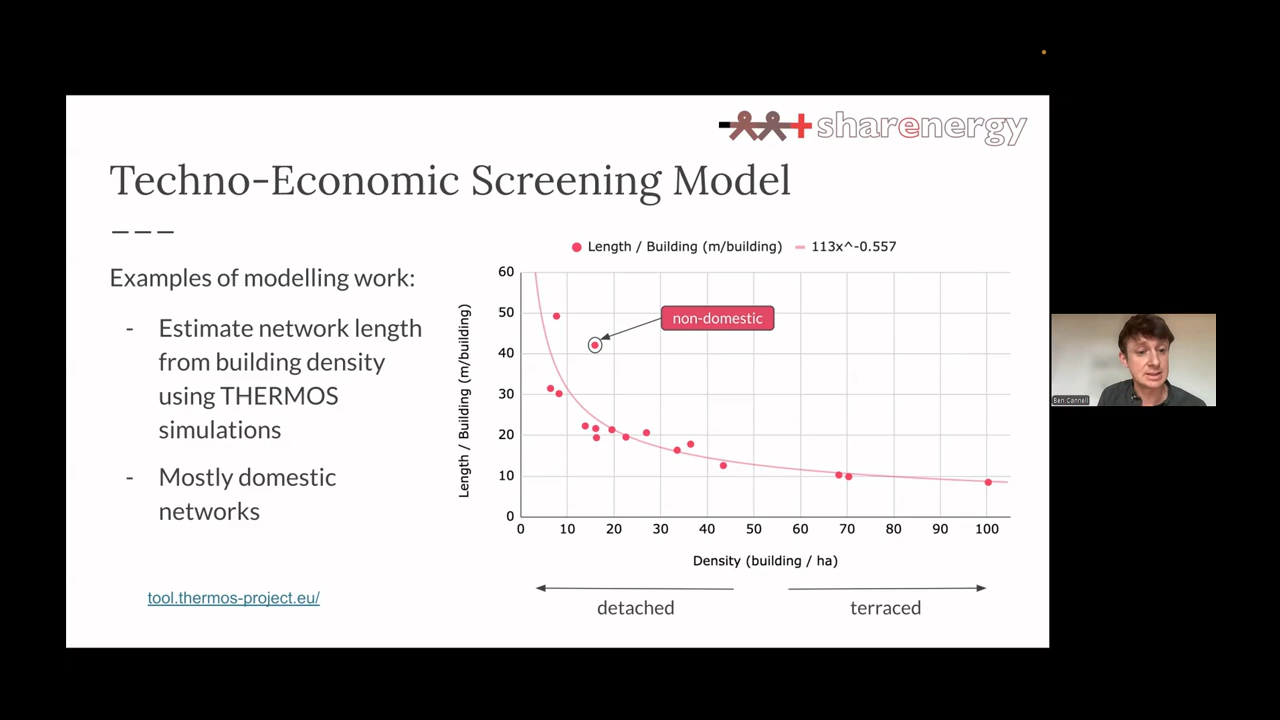 sharenergy
Techno-Economic Screening Model
Examples of modelling work:
- Estimate network length
from building density
using THERMOS
simulations
- Mostly domestic
networks
tool.thermos-project.eu/
Length / Building (m/building)
113x^-0.557
non-domestic
Length / Building (m/building)
60
50
40
30
20
10
0
0 10 20 30 40 50 60 70 80 90 100
Density (building / ha)
detached
terraced
Ben Cannell